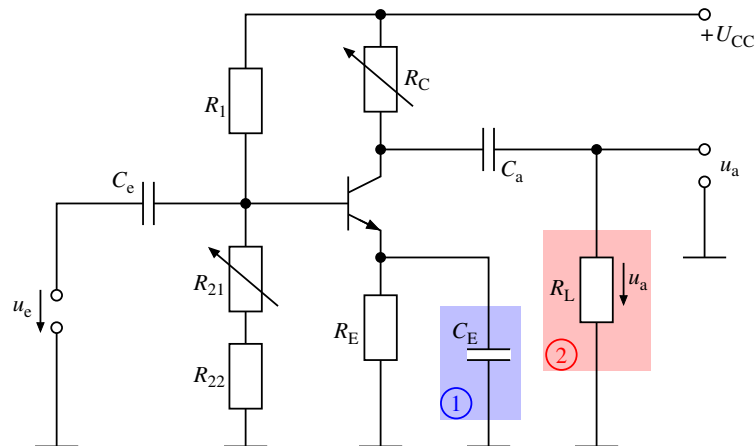 +U_CC
R_C
R_1
C_e
C_a
u_a
R_21
u_e
R_L
u_a
R_E
C_E
2
R_22
1